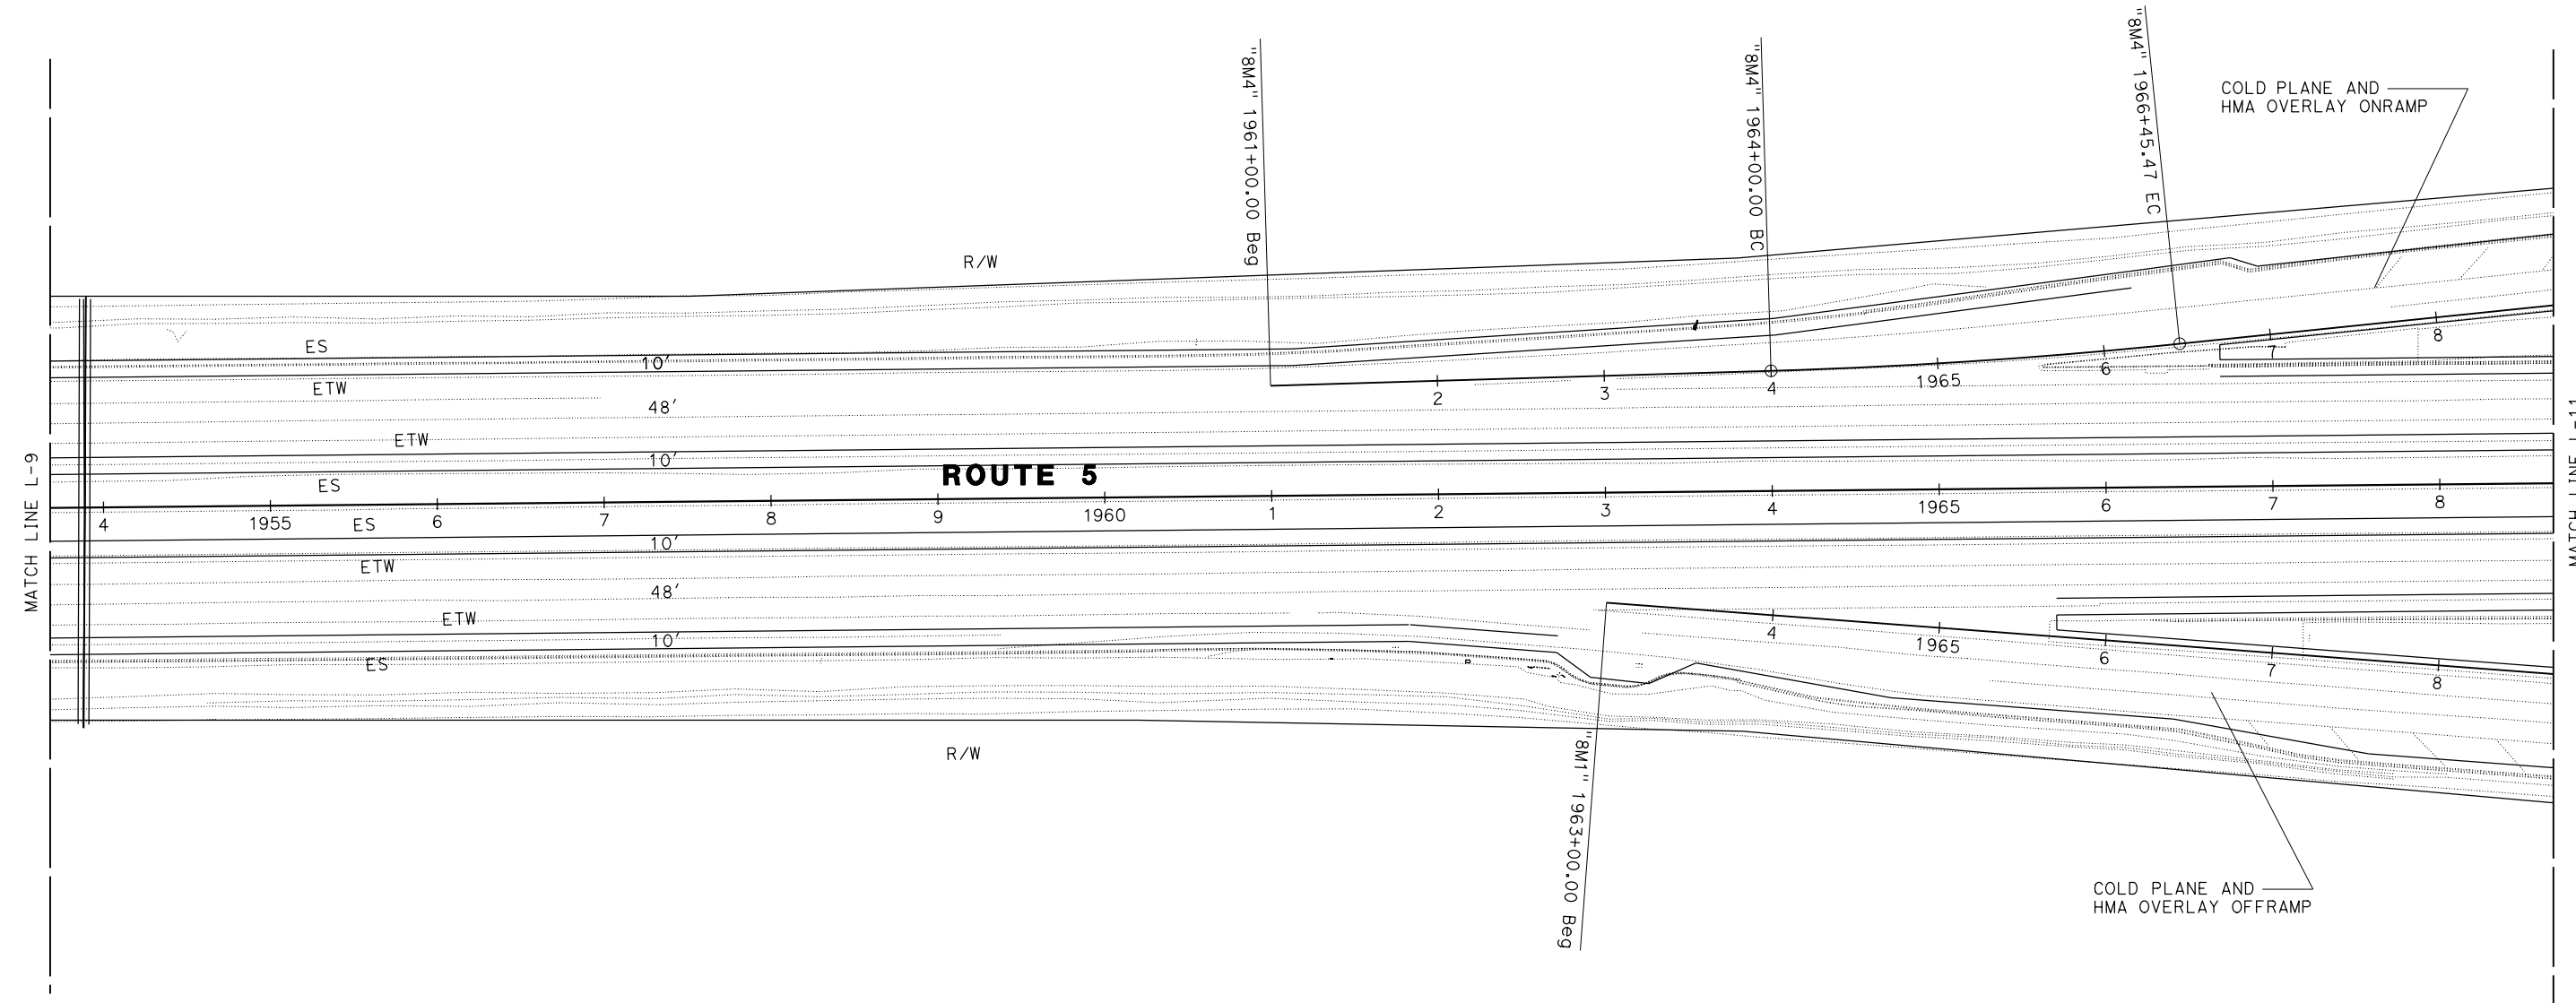 "8M4" 1961+00.00 Beg
"8M4" 1964+00.00 BC
"8M4" 1966+45.47 EC
COLD PLANE AND
HMA OVERLAY ONRAMP
R/W
ES
10'
ETW
48'
2
3
4
1965
6
7
8
ETW
10'
ROUTE 5
ES
MATCH LINE L-9
MATCH LINE L-11
4
1955
6
7
8
9
1960
1
2
3
4
1965
6
7
8
ES
10'
ETW
48'
ETW
10'
ES
4
1965
6
7
8
R/W
"8M1" 1963+00.00 Beg
COLD PLANE AND
HMA OVERLAY OFFRAMP